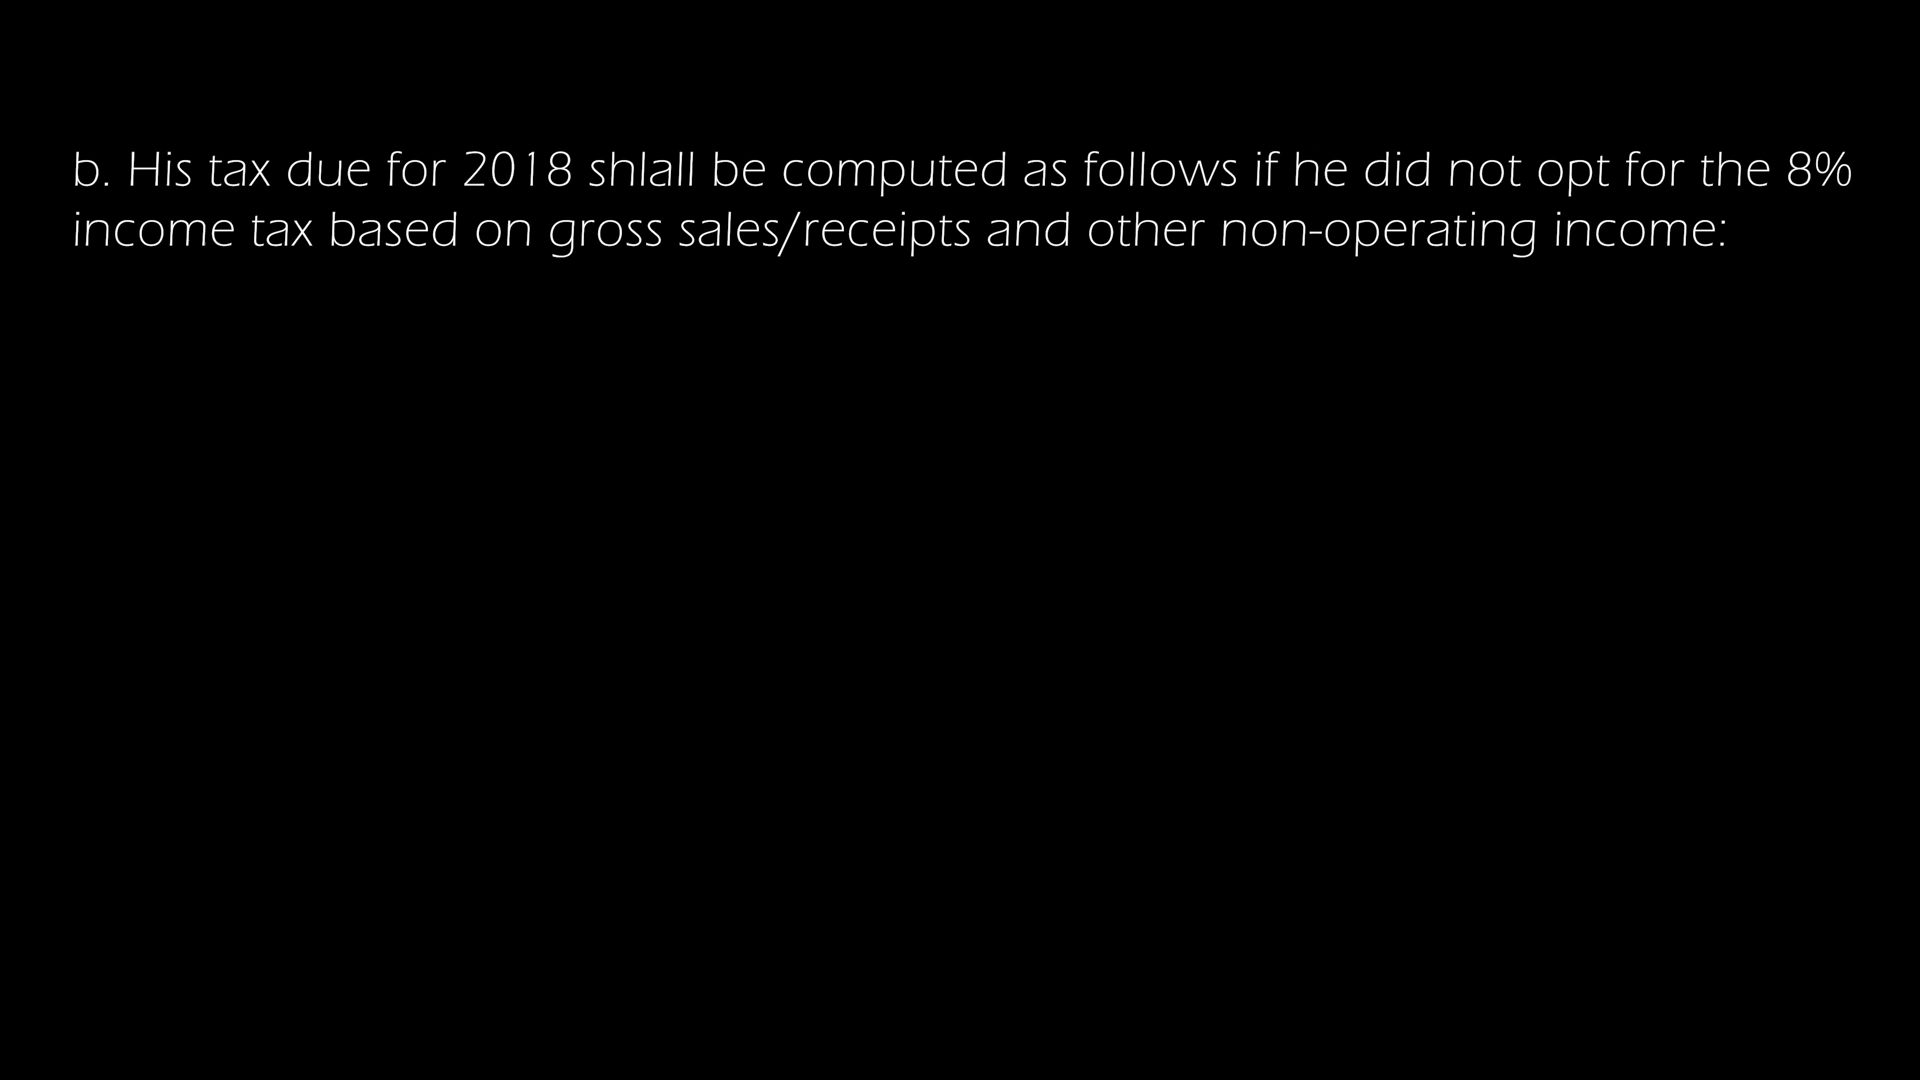 b. His tax due for 2018 shlall be computed as follows if he did not opt for the 8%
income tax based on gross sales/receipts and other non-operating income: